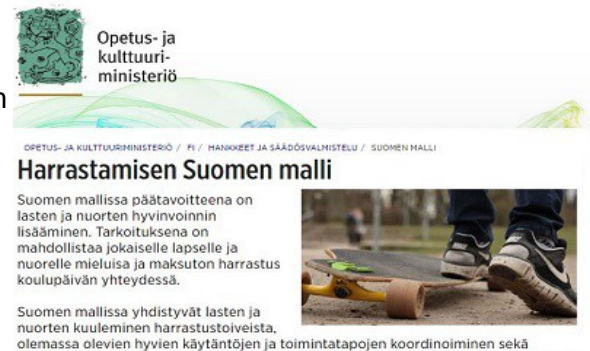 Opetus- ja
kulttuuri-
ministeriö
n
OPETUS- JA KULTTUURIMINISTERIÖ / FI / HANKKEET JA SÄÄDÖSVALMISTELU / SUOMEN MALLI
Harrastamisen Suomen malli
Suomen mallissa päätavoitteena on
lasten ja nuorten hyvinvoinnin
lisääminen. Tarkoituksena on
mahdollistaa jokaiselle lapselle ja
nuorelle mieluisa ja maksuton harrastus
koulupäivän yhteydessä.
Suomen mallissa yhdistyvät lasten ja
nuorten kuuleminen harrastustoiveista,
olemassa olevien hyvien käytäntöjen ja toimintatapojen koordinoiminen sekä